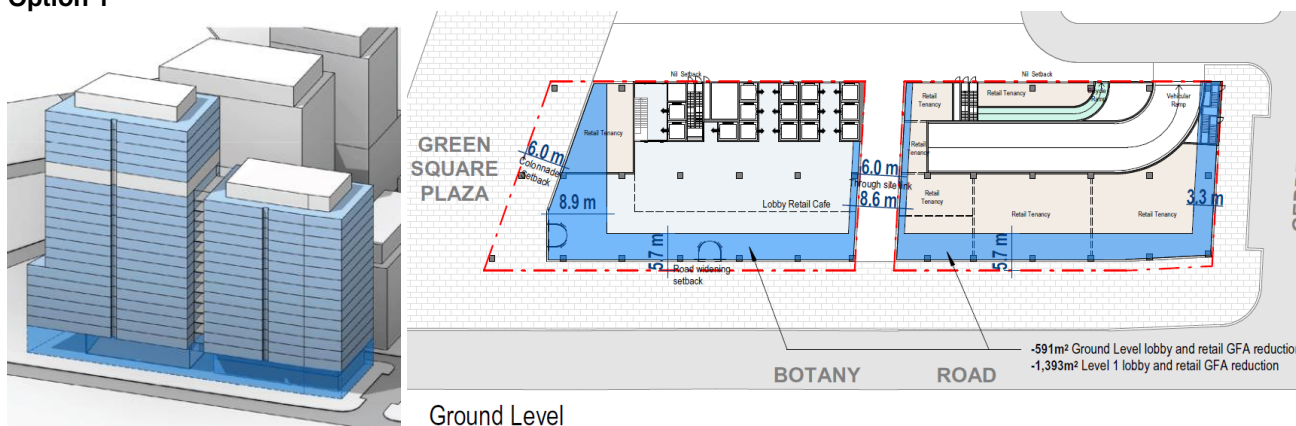 Option 1
GREEN
SQUARE
PLAZA
Nil Setback
Retail Tenancy
6.0 m
Colonnade
Setback
8.9 m
Lobby Retail Cafe
5.7 m
Road widening
setback
6.0 m
Through site link
8.6 m
Nil Setback
Retail
Tenancy
Retail Tenancy
Ramp
Vehicular
Ramp
Retail
Tenancy
Retail
Tenancy
Retail Tenancy
Retail Tenancy
5.7 m
3.3 m
-591m² Ground Level lobby and retail GFA reduction
-1,393m² Level 1 lobby and retail GFA reduction
BOTANY ROAD
Ground Level